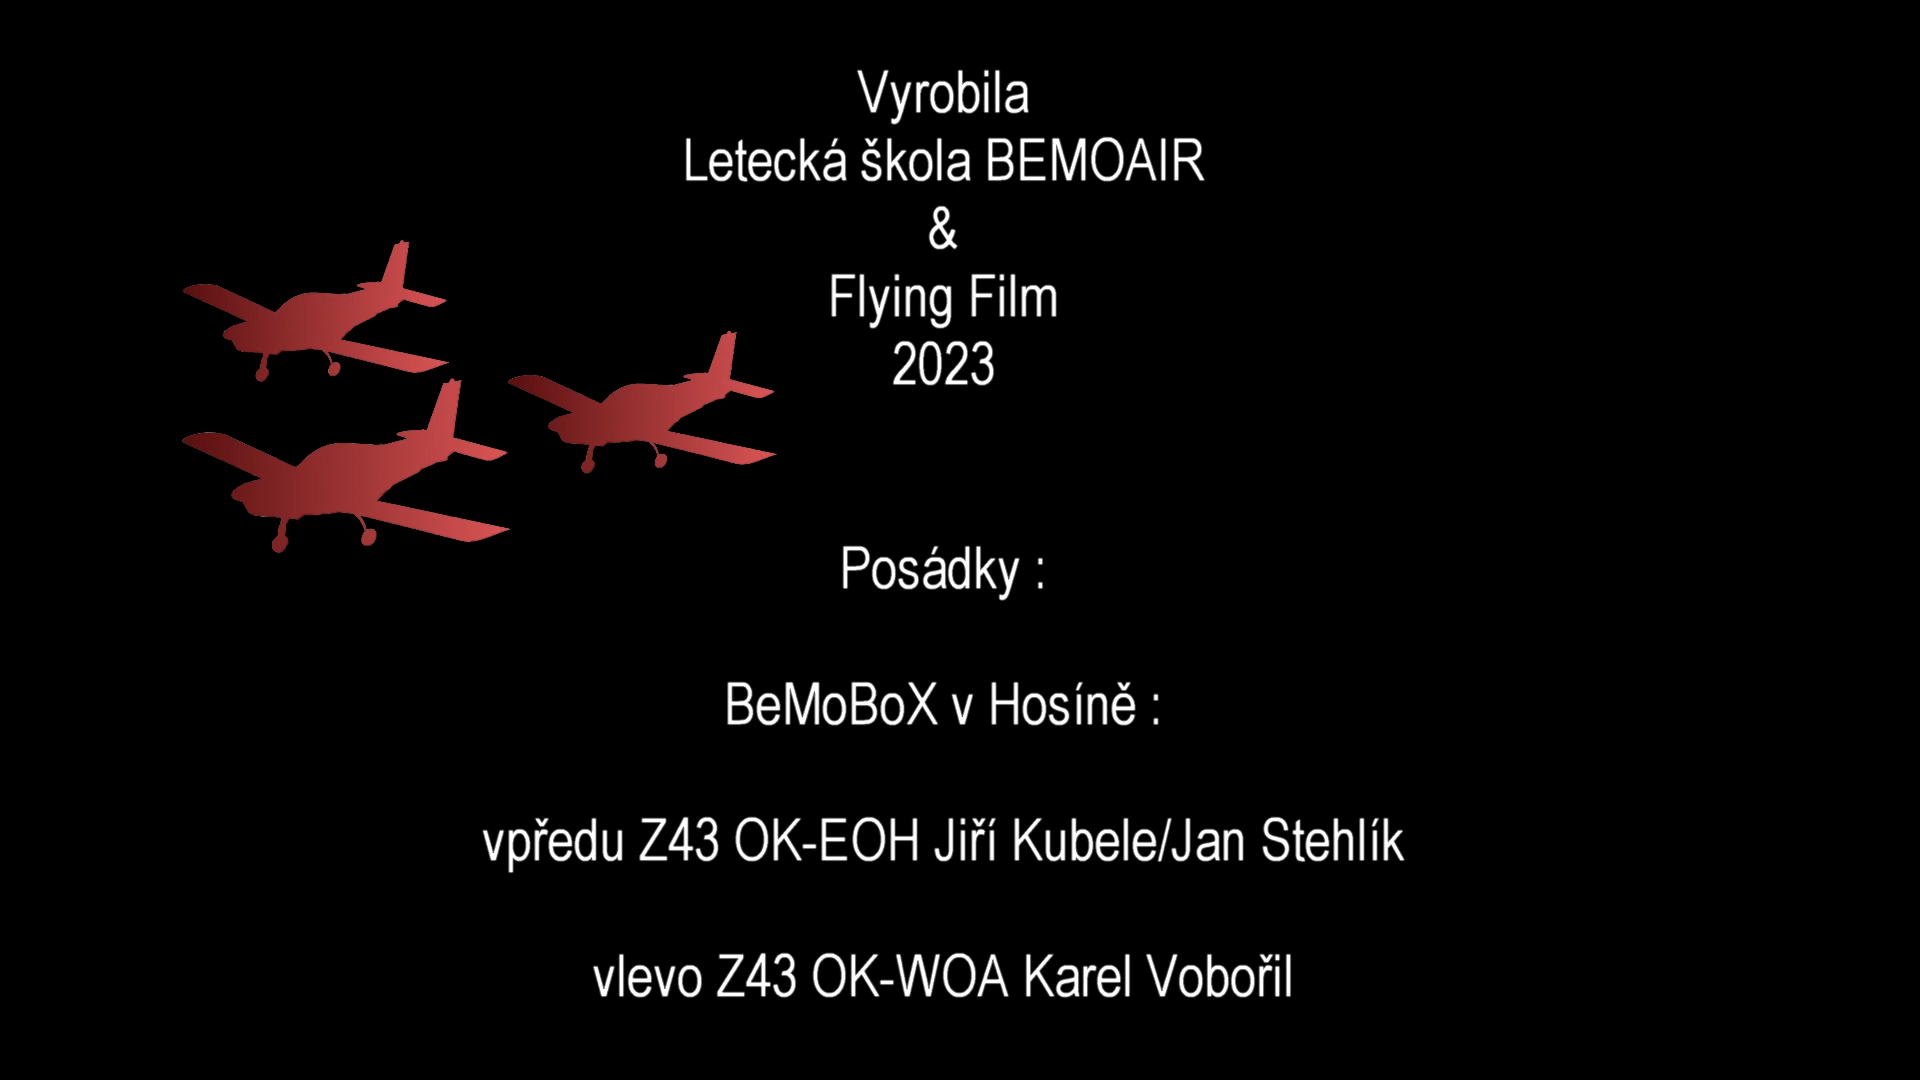 Vyrobila
Letecká škola BEMOAIR
&
Flying Film
2023
Posádky :
BeMoBoX v Hosíně :
vpředu Z43 OK-EOH Jiří Kubele/Jan Stehlík
vlevo Z43 OK-WOA Karel Vobořil